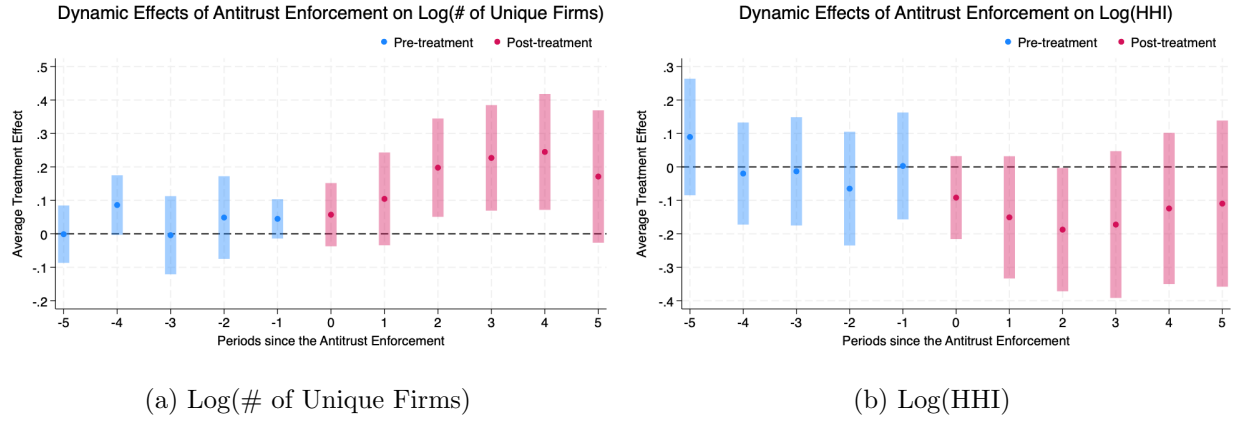 Dynamic Effects of Antitrust Enforcement on Log(# of Unique Firms)
Pre-treatment Post-treatment
Average Treatment Effect
.5
.4
.3
.2
.1
0
-.1
-.2
-5 -4 -3 -2 -1 0 1 2 3 4 5
Periods since the Antitrust Enforcement
(a) Log(# of Unique Firms)
Dynamic Effects of Antitrust Enforcement on Log(HHI)
Pre-treatment Post-treatment
Average Treatment Effect
.3
.2
.1
0
-.1
-.2
-.3
-.4
-5 -4 -3 -2 -1 0 1 2 3 4 5
Periods since the Antitrust Enforcement
(b) Log(HHI)